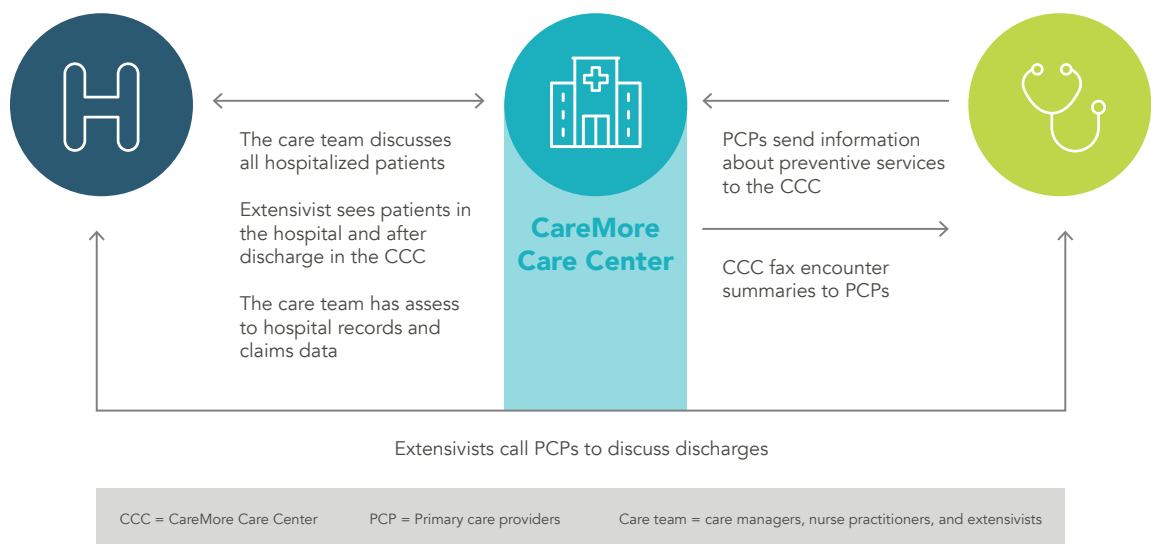 The care team discusses
all hospitalized patients
Extensivist sees patients in
the hospital and after
discharge in the CCC
The care team has assess
to hospital records and
claims data
CareMore
Care Center
PCPs send information
about preventive services
to the CCC
CCC fax encounter
summaries to PCPs
Extensivists call PCPs to discuss discharges
CCC = CareMore Care Center
PCP = Primary care providers
Care team = care managers, nurse practitioners, and extensivists